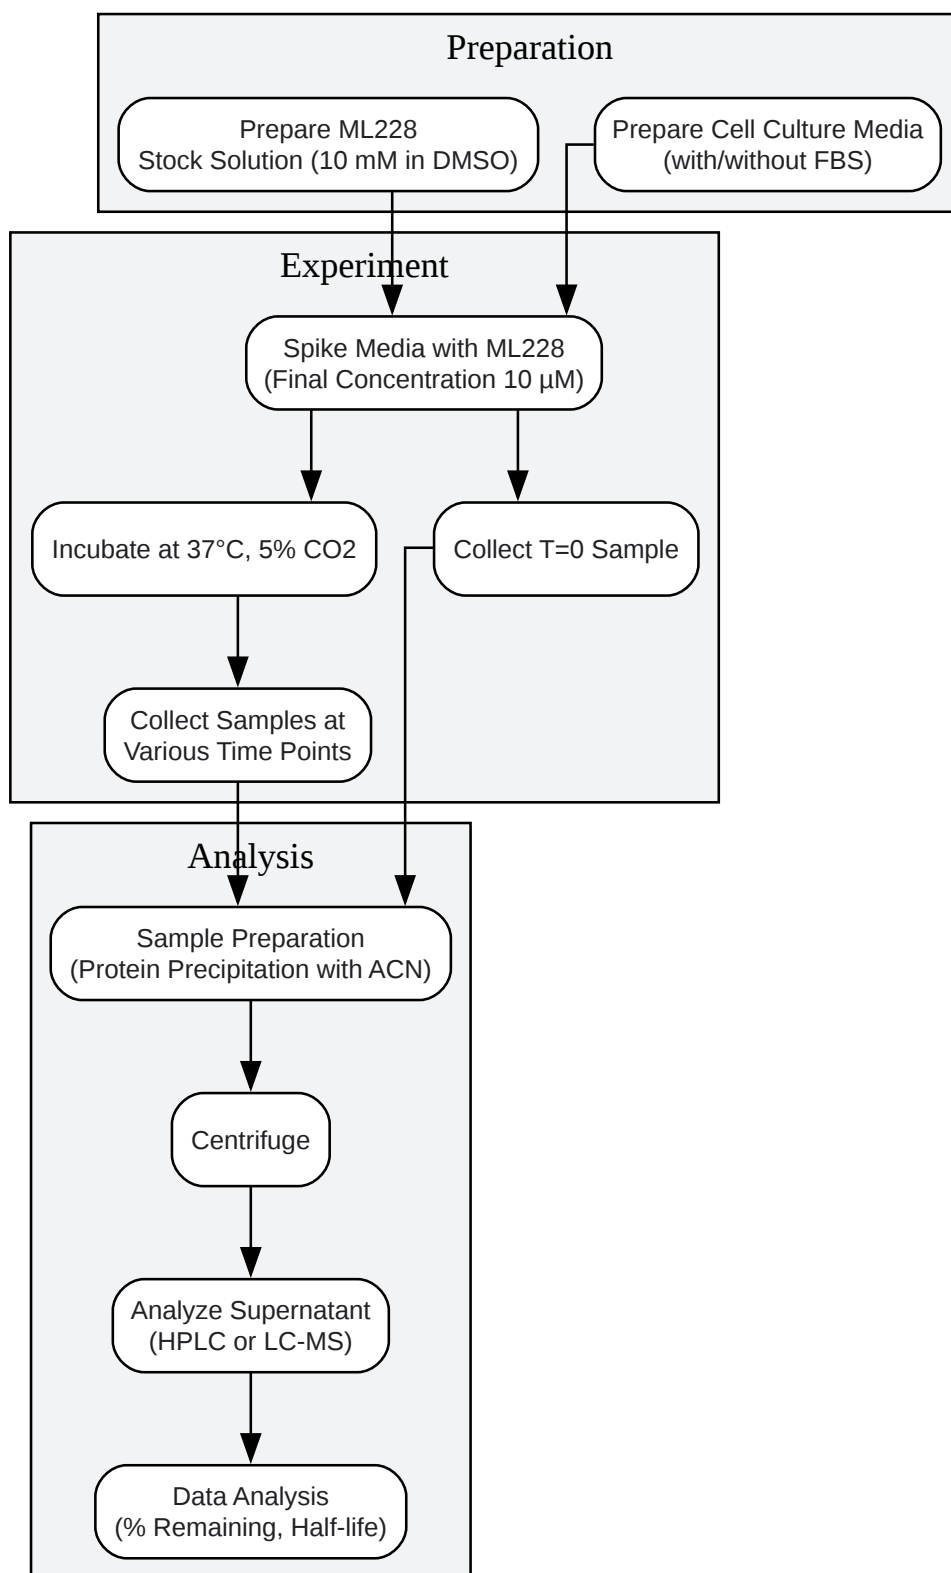 Preparation
Prepare ML228
Stock Solution (10 mM in DMSO)
Prepare Cell Culture Media
(with/without FBS)
Experiment
Spike Media with ML228
(Final Concentration 10 µM)
Incubate at 37°C, 5% CO2
Collect T=0 Sample
Collect Samples at
Various Time Points
Analysis
Sample Preparation
(Protein Precipitation with ACN)
Centrifuge
Analyze Supernatant
(HPLC or LC-MS)
Data Analysis
(% Remaining, Half-life)